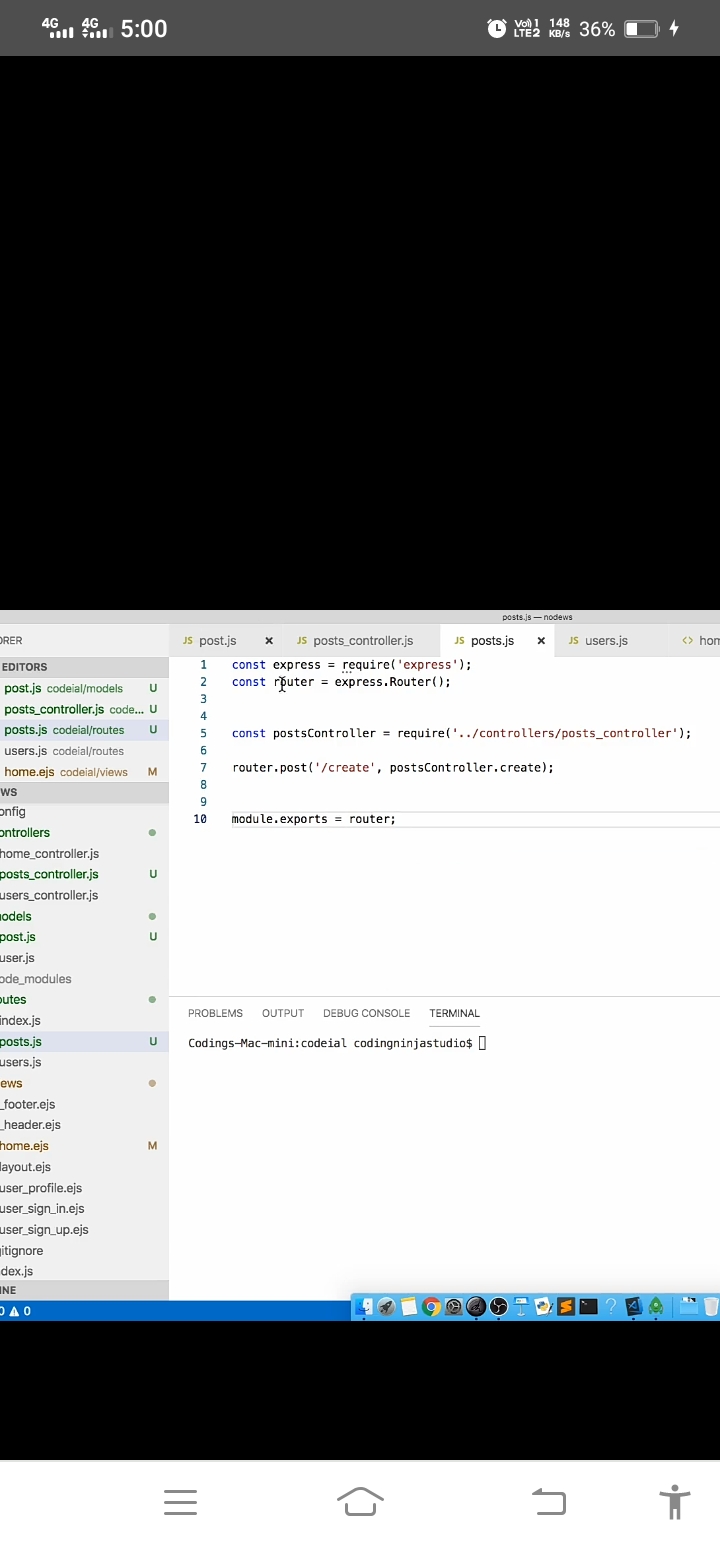 4G 4G 5:00 Vol) 1 LTE2 148 KB/s 36%
posts.js — nodews
ORER
JS post.js × JS posts_controller.js JS posts.js × JS users.js <> hom
EDITORS
post.js codeial/models U
posts_controller.js code... U
posts.js codeial/routes U
users.js codeial/routes
home.ejs codeial/views M
WS
onfig
ontrollers
home_controller.js
posts_controller.js U
users_controller.js
odels
post.js U
user.js
ode_modules
outes
index.js
posts.js U
users.js
ews
_footer.ejs
_header.ejs
home.ejs M
layout.ejs
user_profile.ejs
user_sign_in.ejs
user_sign_up.ejs
itignore
dex.js
INE
0 0
1 const express = require('express');
2 const router = express.Router();
3
4
5 const postsController = require('../controllers/posts_controller');
6
7 router.post('/create', postsController.create);
8
9
10 module.exports = router;
PROBLEMS OUTPUT DEBUG CONSOLE TERMINAL
Codings-Mac-mini:codeial codingninjastudio$